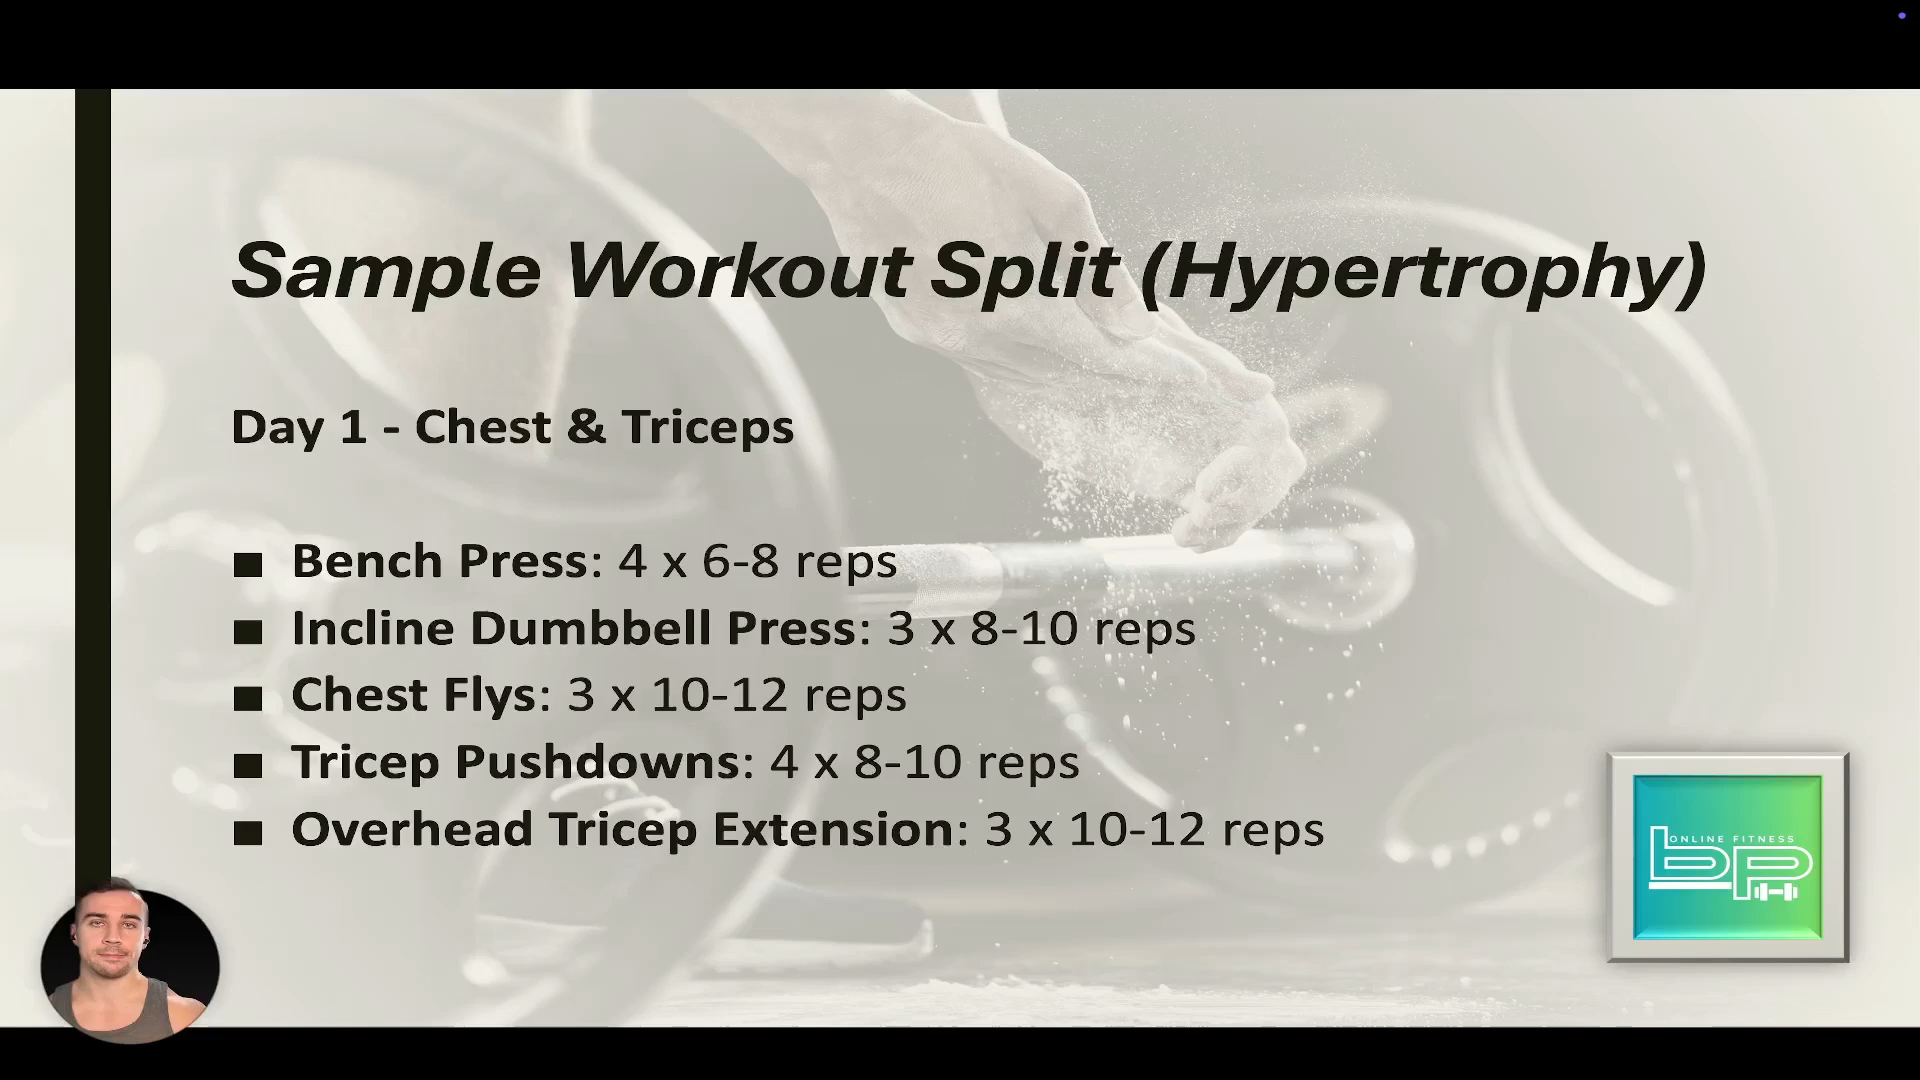 Sample Workout Split (Hypertrophy)
Day 1 - Chest & Triceps
■ Bench Press: 4 x 6-8 reps
■ Incline Dumbbell Press: 3 x 8-10 reps
■ Chest Flys: 3 x 10-12 reps
■ Tricep Pushdowns: 4 x 8-10 reps
■ Overhead Tricep Extension: 3 x 10-12 reps
ONLINE FITNESS
bp